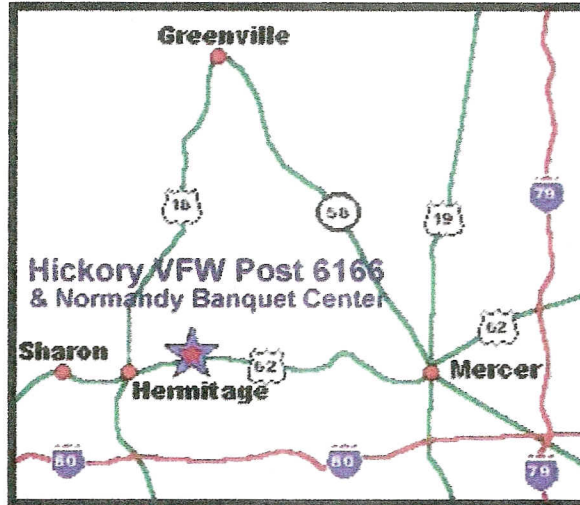 Greenville
18
58
19
79
Hickory VFW Post 6166
& Normandy Banquet Center
62
Sharon
62
Mercer
Hermitage
80
80
79